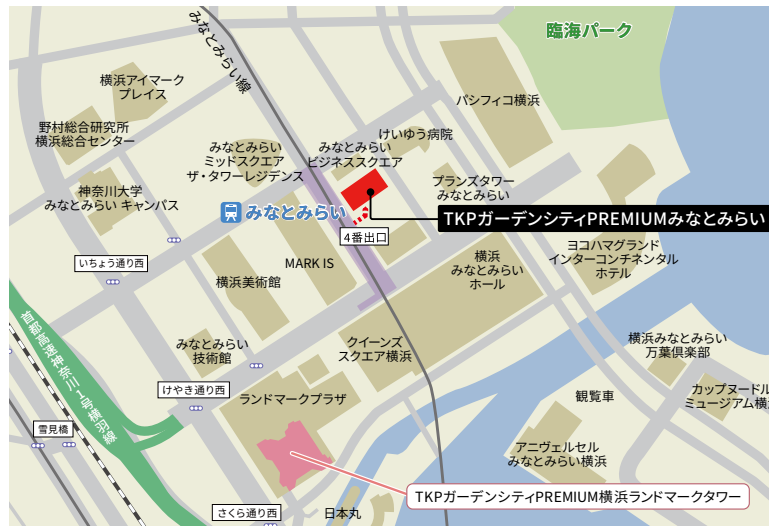 みなとみらい線
臨海パーク
横浜アイマーク
プレイス
パシフィコ横浜
野村総合研究所
横浜総合センター
けいゆう病院
みなとみらい
ミッドスクエア
ザ・タワーレジデンス
みなとみらい
ビジネススクエア
神奈川大学
みなとみらい キャンパス
ブランズタワー
みなとみらい
みなとみらい
TKPガーデンシティPREMIUMみなとみらい
4番出口
いちょう通り西
MARK IS
横浜美術館
横浜
みなとみらい
ホール
ヨコハマグランド
インターコンチネンタル
ホテル
首都高速神奈川1号横羽線
みなとみらい
技術館
クイーンズ
スクエア横浜
横浜みなとみらい
万葉倶楽部
けやき通り西
ランドマークプラザ
観覧車
カップヌードル
ミュージアム横
雪見橋
アニヴェルセル
みなとみらい横浜
TKPガーデンシティPREMIUM横浜ランドマークタワー
さくら通り西
日本丸